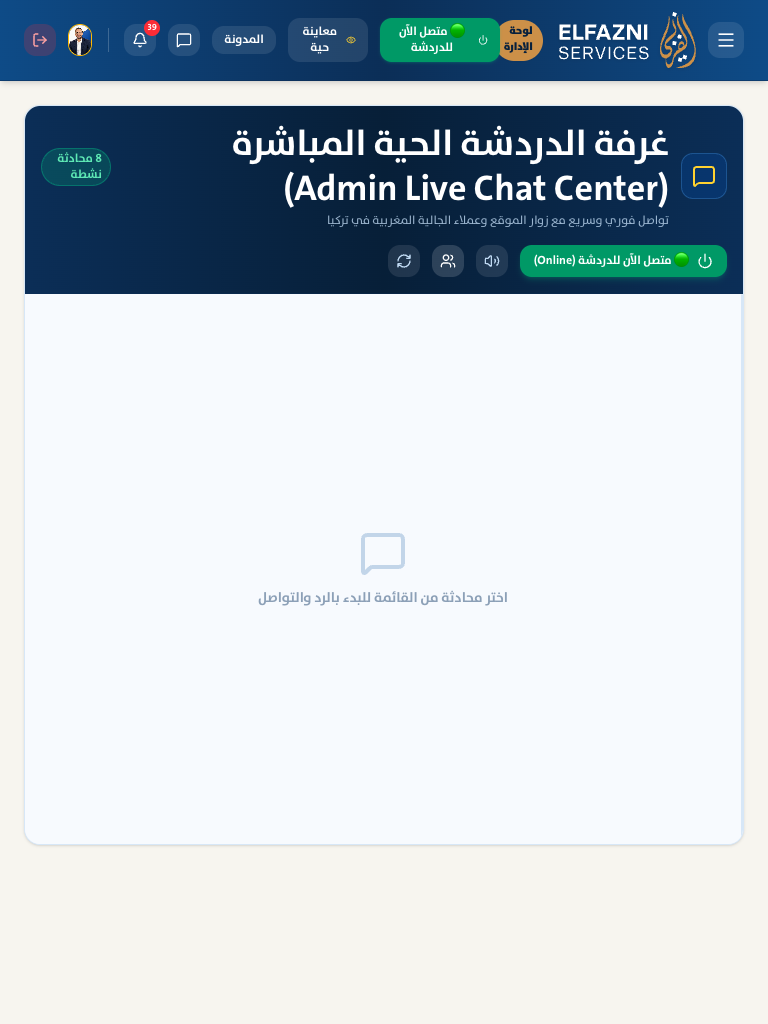 ELFAZNI
SERVICES
لوحة
الإدارة
🟢 متصل الآن
للدردشة
معاينة
حية
المدونة
39
غرفة الدردشة الحية المباشرة
(Admin Live Chat Center)
تواصل فوري وسريع مع زوار الموقع وعملاء الجالية المغربية في تركيا
8 محادثة
نشطة
🟢 متصل الآن للدردشة (Online)
اختر محادثة من القائمة للبدء بالرد والتواصل